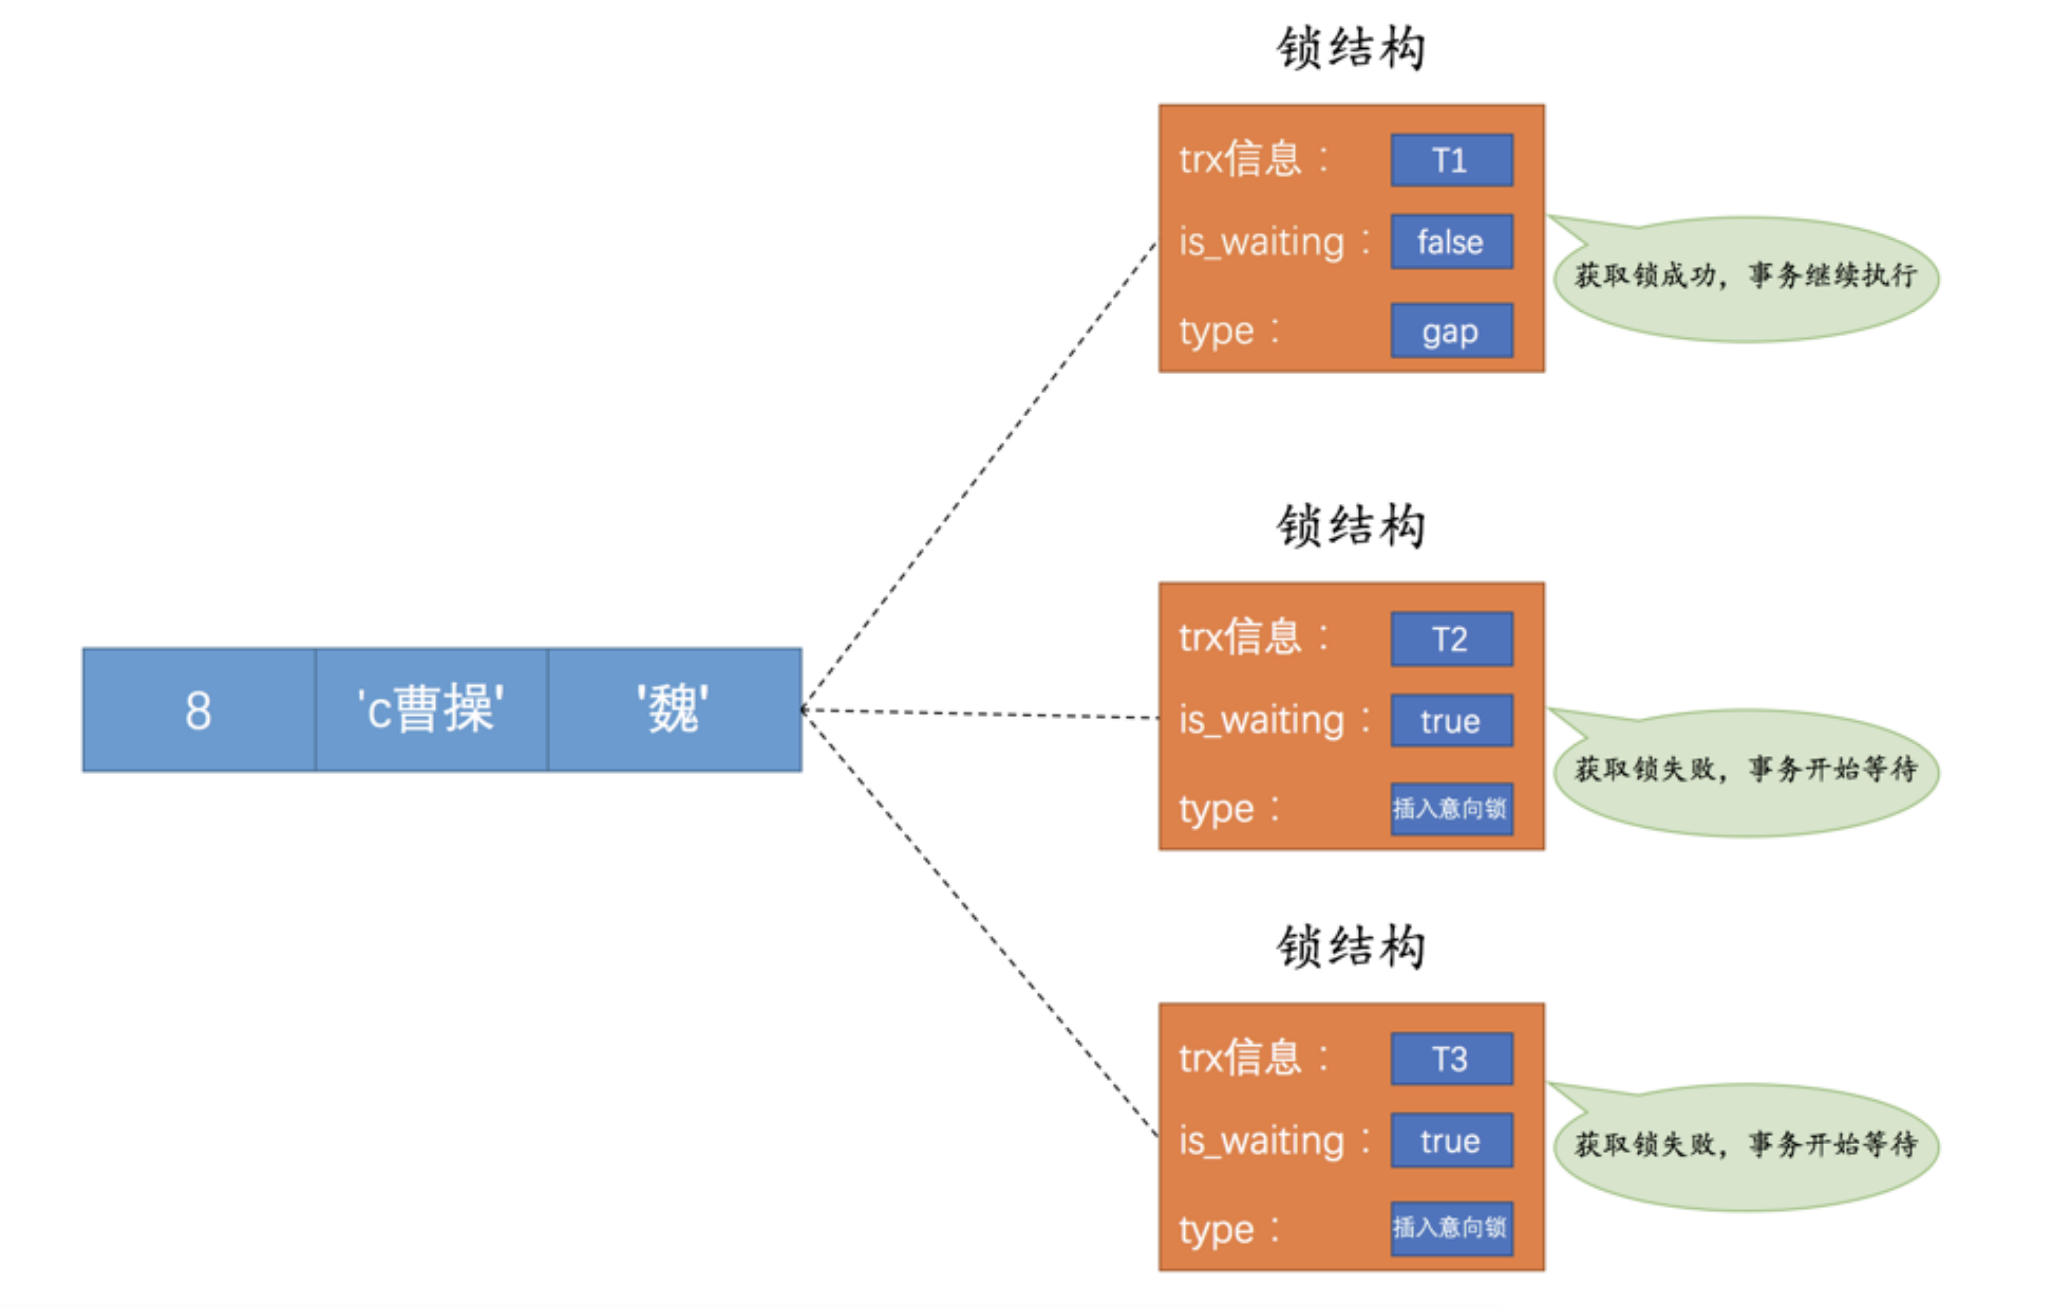 锁结构
trx信息： T1
is_waiting： false
type： gap
获取锁成功，事务继续执行
锁结构
trx信息： T2
is_waiting： true
type： 插入意向锁
获取锁失败，事务开始等待
8 'c曹操' '魏'
锁结构
trx信息： T3
is_waiting： true
type： 插入意向锁
获取锁失败，事务开始等待